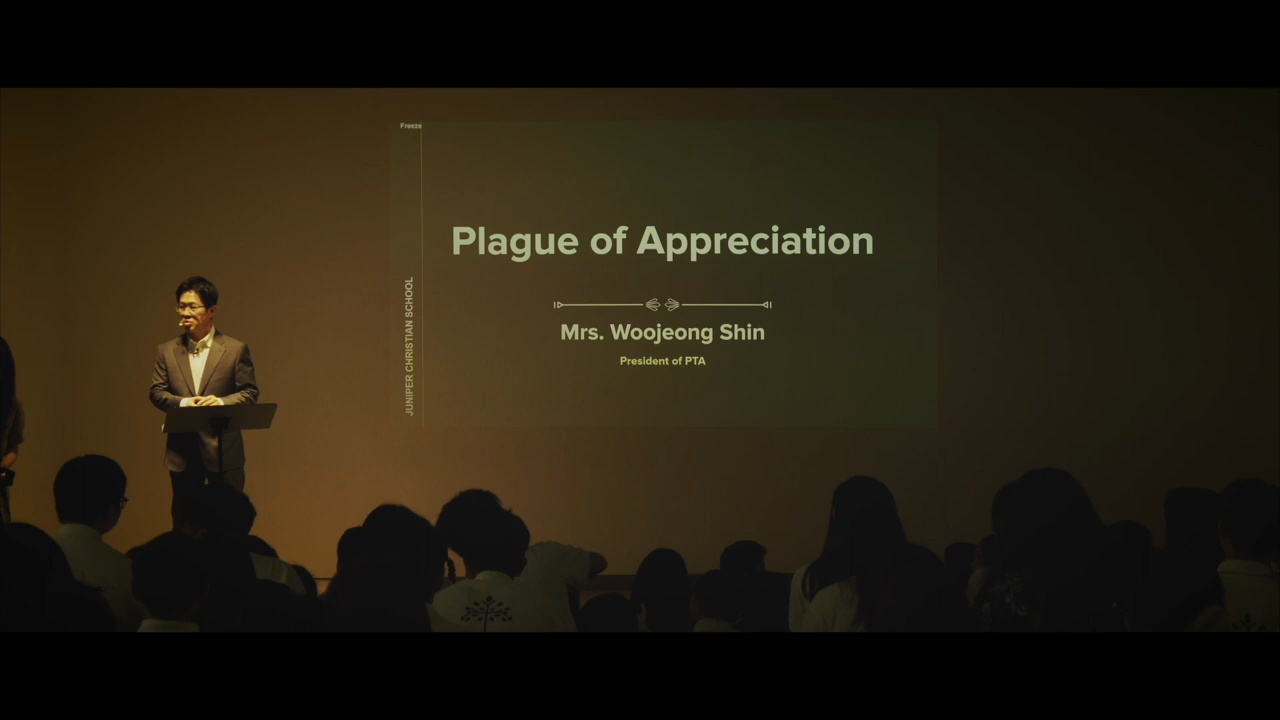 Freeze
JUNIPER CHRISTIAN SCHOOL
Plague of Appreciation
Mrs. Woojeong Shin
President of PTA